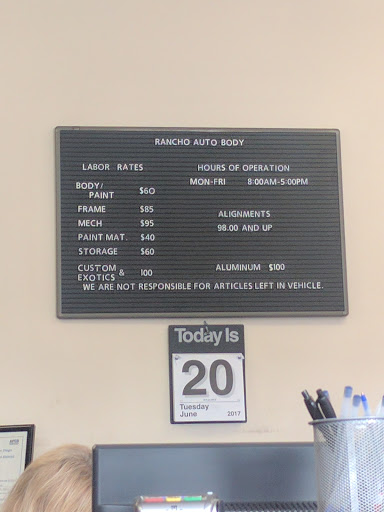 RANCHO AUTO BODY
LABOR RATES
BODY/
PAINT $60
FRAME $85
MECH $95
PAINT MAT. $40
STORAGE $60
CUSTOM &
EXOTICS 100
HOURS OF OPERATION
MON-FRI 8:00AM-5:00PM
ALIGNMENTS
98.00 AND UP
ALUMINUM $100
WE ARE NOT RESPONSIBLE FOR ARTICLES LEFT IN VEHICLE.
Today Is
20
Tuesday
June 2017